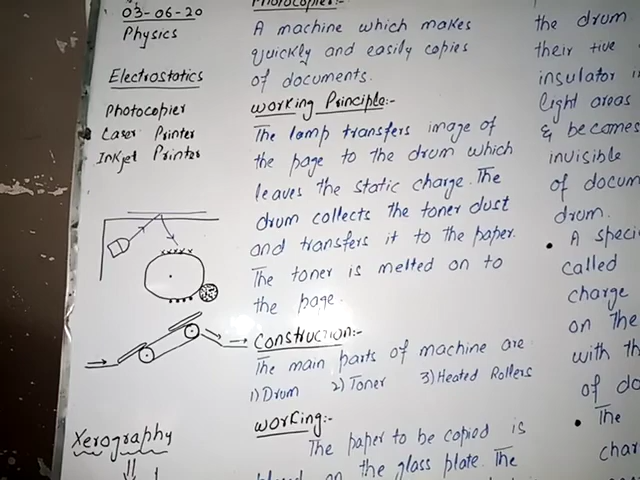 03-06-20
Physics
Electrostatics
Photocopier
Laser Printer
Inkjet Printer
Xerography
Photocopier:-
A machine which makes
quickly and easily copies
of documents.
Working Principle:-
The lamp transfers image of
the page to the drum which
leaves the static charge. The
drum collects the toner dust
and transfers it to the paper.
The toner is melted on to
the page.
Construction:-
The main parts of machine are
1) Drum 2) Toner 3) Heated Rollers
Working:-
The paper to be copied is
on the glass plate. The
the drum
their tive
insulator
light areas
& becomes
invisible
of docum
drum.
• A speci
called
charge
on the
with th
of do
• The
char